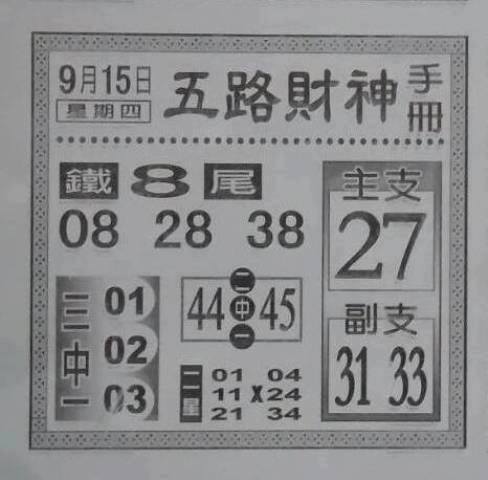 9月15日
星期四
五路財神
手冊
鐵8尾
08 28 38
主支
27
三中一
01
02
03
44 二中一 45
副支
31 33
二星
01 04
11 X 24
21 34